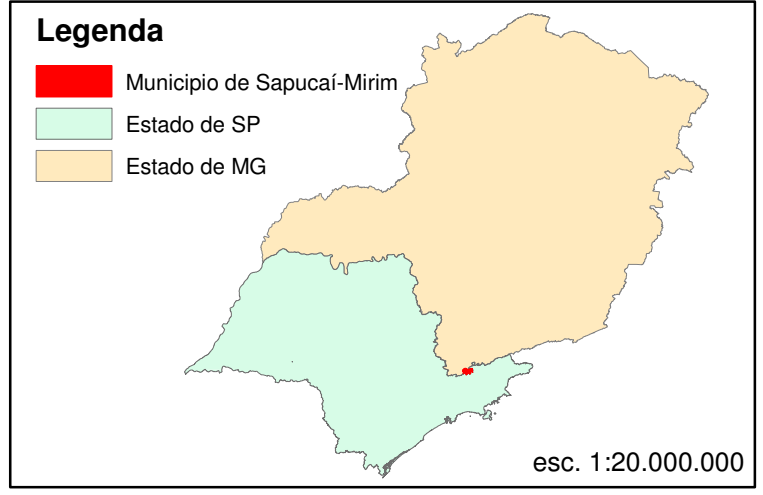 Legenda
Municipio de Sapucaí-Mirim
Estado de SP
Estado de MG
esc. 1:20.000.000